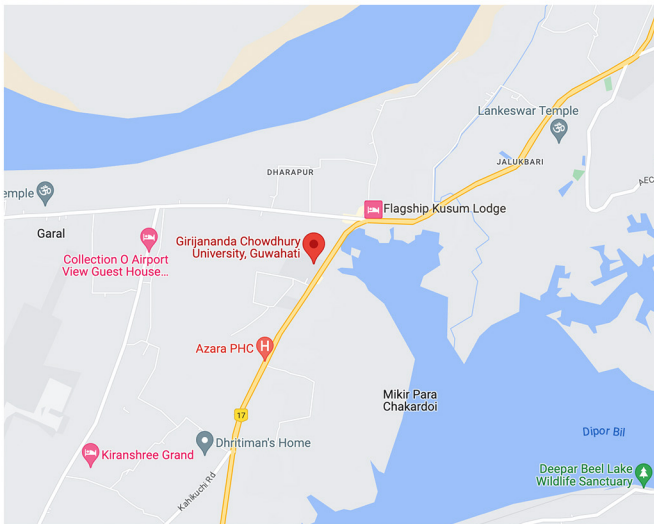 Lankeswar Temple
JALUKBARI
DHARAPUR
emple
Flagship Kusum Lodge
Garal
Girijananda Chowdhury
University, Guwahati
Collection O Airport
View Guest House...
AEC
Azara PHC
Mikir Para
Chakardoi
17
Dipor Bil
Dhritiman's Home
Kiranshree Grand
Deepar Beel Lake
Wildlife Sanctuary
Kahikuchi Rd